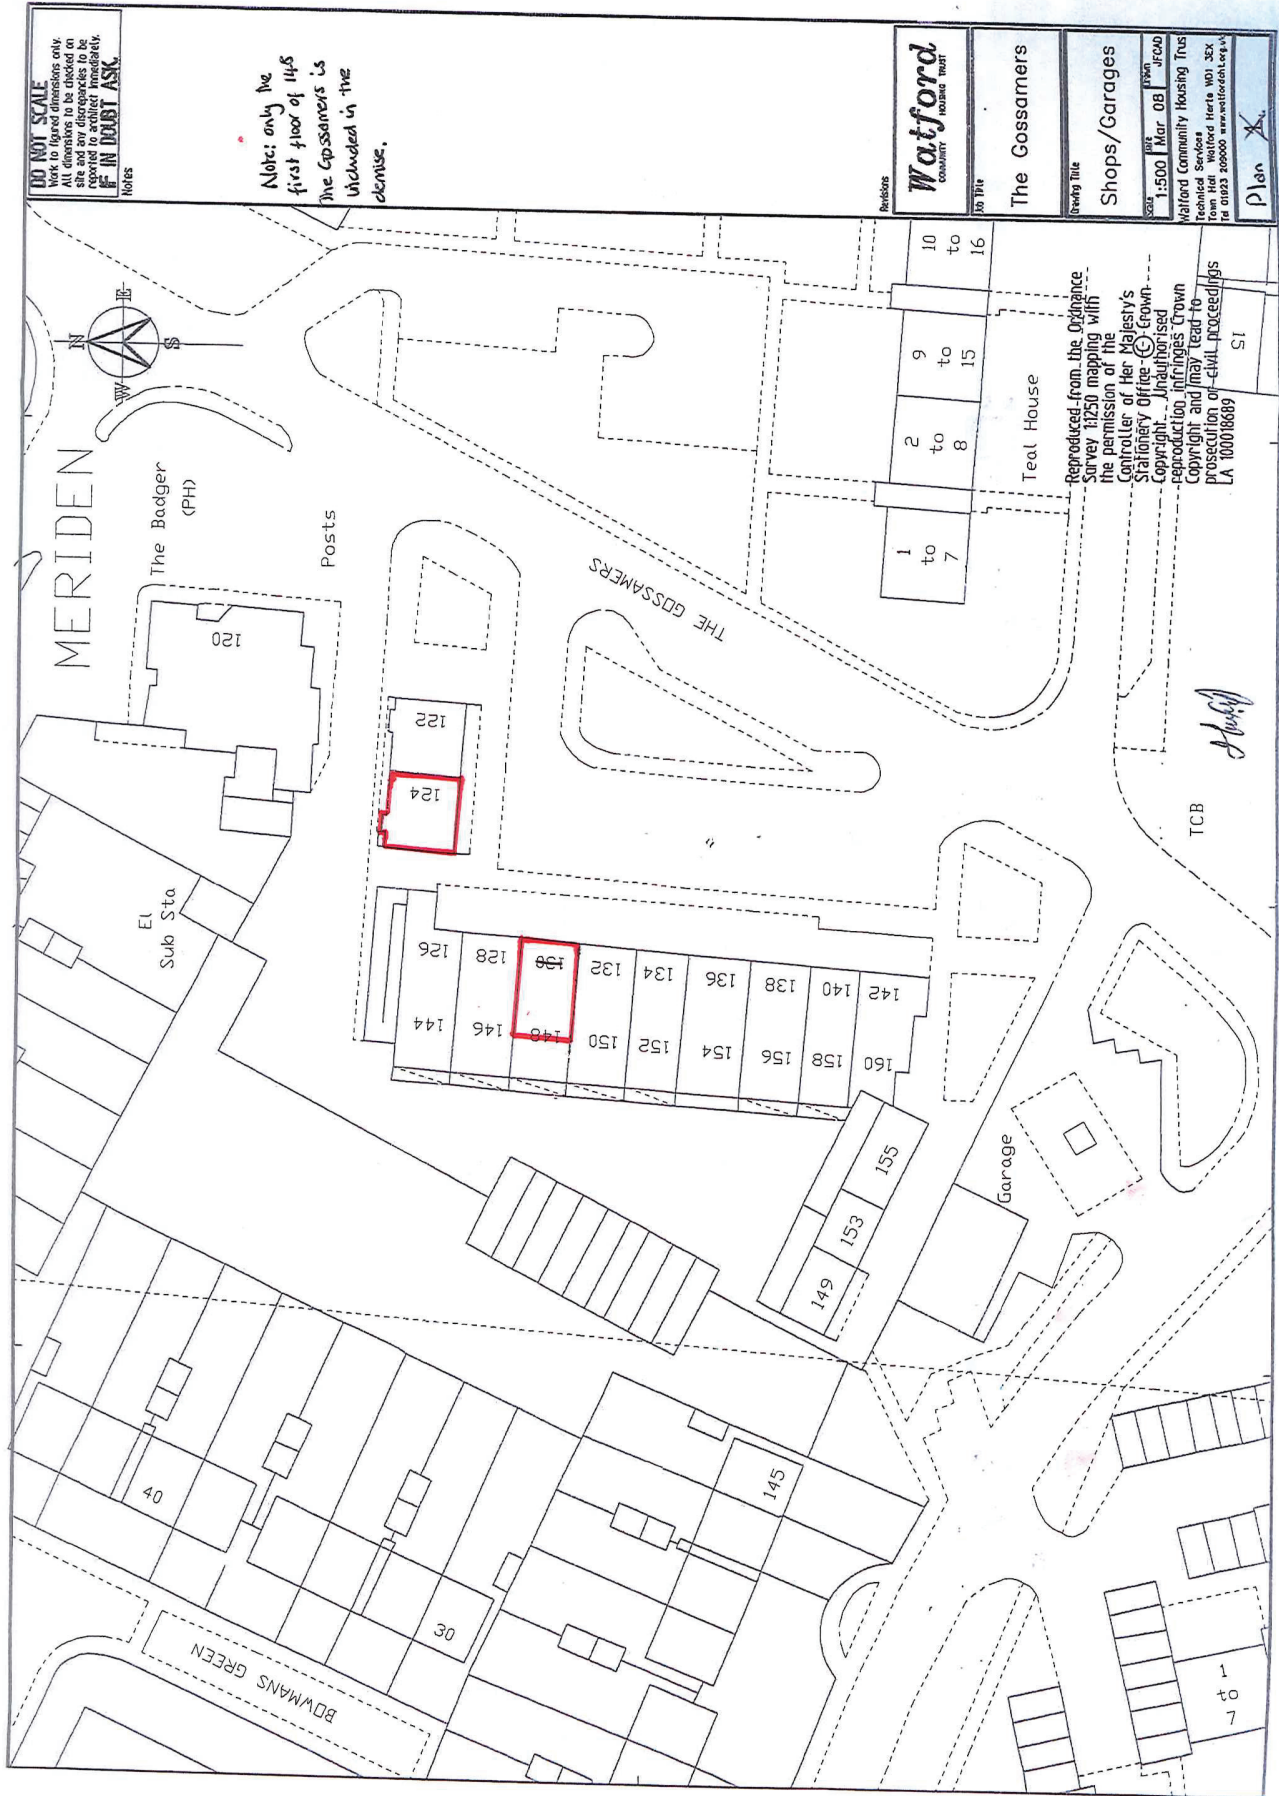 DO NOT SCALE
Work to figured dimensions only.
All dimensions to be checked on
site and any discrepancies to be
reported to architect immediately.
IF IN DOUBT ASK.
Notes
Note: only the
first floor of 148
The Gossamers is
included in the
demise.
Revisions
Watford
COMMUNITY HOUSING TRUST
Job Title
The Gossamers
Drawing Title
Shops/Garages
Scale
1:500
Date
Mar 08
Drawn
JFCAD
Watford Community Housing Trust
Technical Services
Town Hall Watford Herts WD1 3EX
Tel 01923 209000 www.watfordcht.org.uk
Plan A.
MERIDEN
N
E
S
W
The Badger
(PH)
Posts
120
122
124
El
Sub Sta
THE GOSSAMERS
126
128
130
132
134
136
138
140
142
144
146
148
150
152
154
156
158
160
149
153
155
Garage
TCB
Teal House
1
to
7
2
to
8
9
to
15
10
to
16
15
Reproduced from the Ordnance
Survey 1:1250 mapping with
the permission of the
Controller of Her Majesty's
Stationery Office (C) Crown
Copyright. Unauthorised
reproduction infringes Crown
Copyright and may lead to
prosecution or civil proceedings
LA 100018689
40
30
145
BOWMANS GREEN
1
to
7